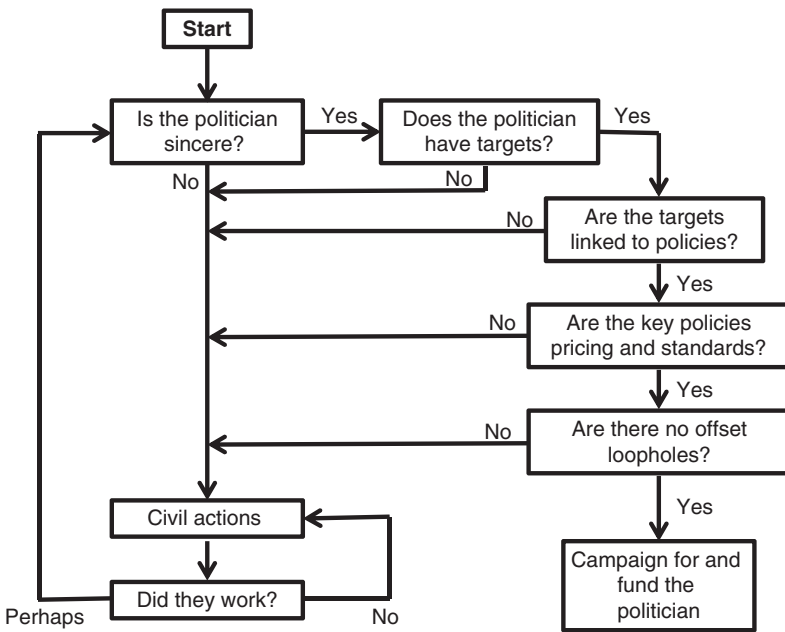 Start
Is the politician
sincere?
Yes
Does the politician
have targets?
Yes
No
No
Are the targets
linked to policies?
No
Yes
Are the key policies
pricing and standards?
No
Yes
Are there no offset
loopholes?
No
Yes
Campaign for and
fund the
politician
Civil actions
Did they work?
Perhaps
No